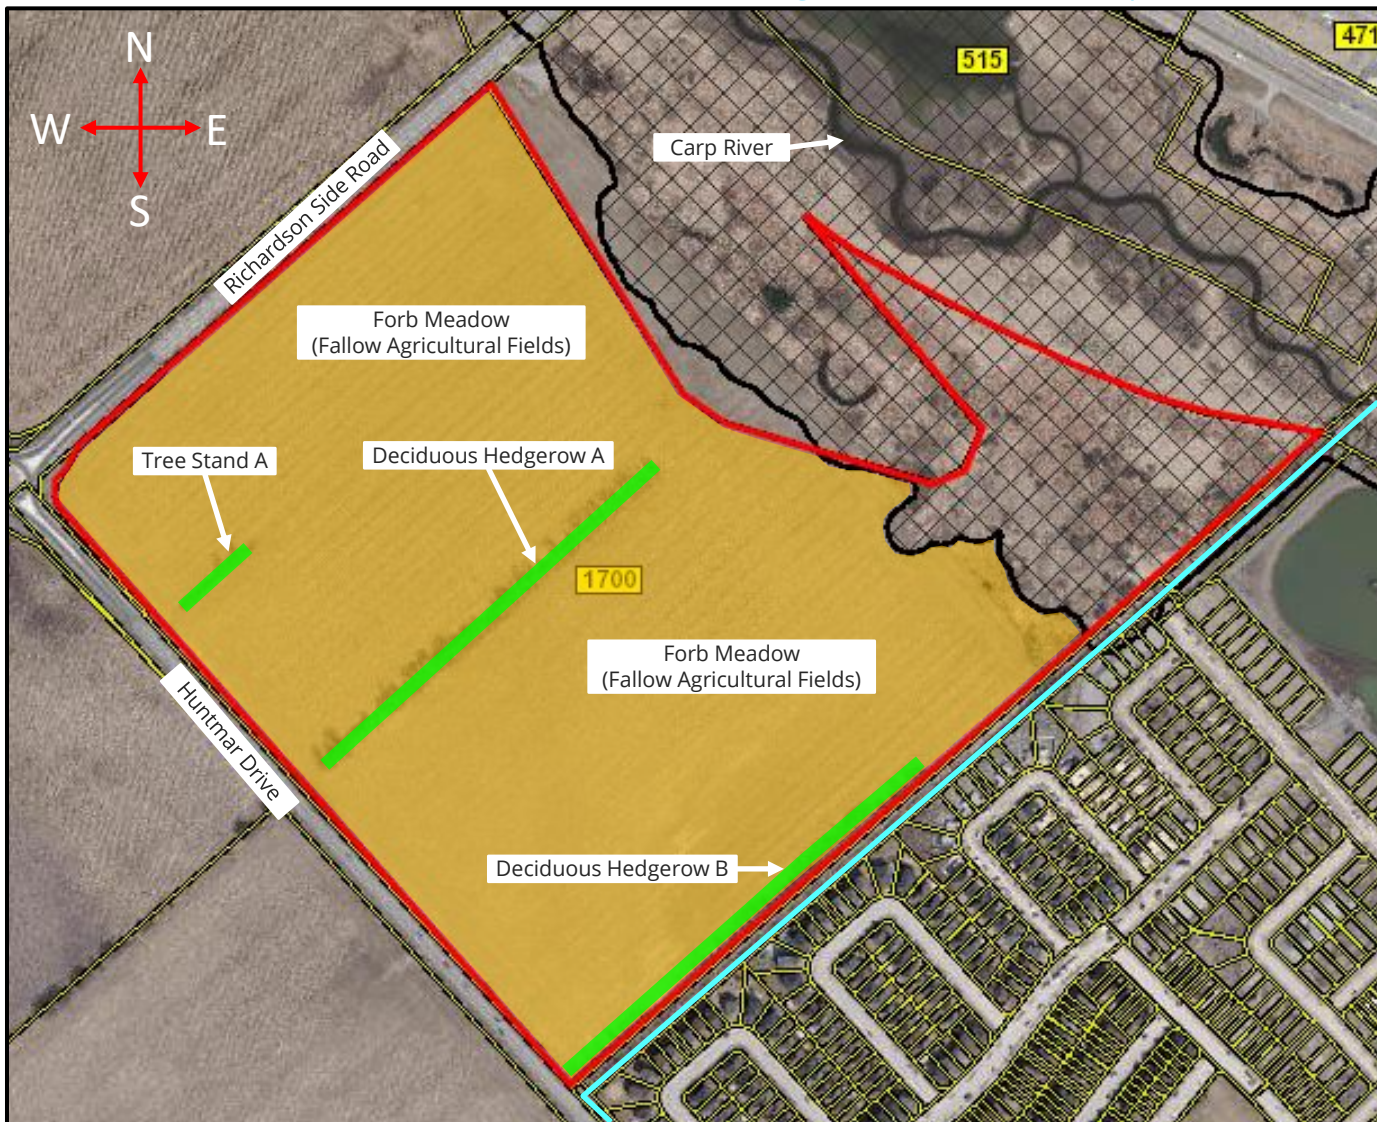 515
471
N
W
E
S
Carp River
Richardson Side Road
Forb Meadow
(Fallow Agricultural Fields)
Tree Stand A
Deciduous Hedgerow A
1700
Forb Meadow
(Fallow Agricultural Fields)
Huntmar Drive
Deciduous Hedgerow B